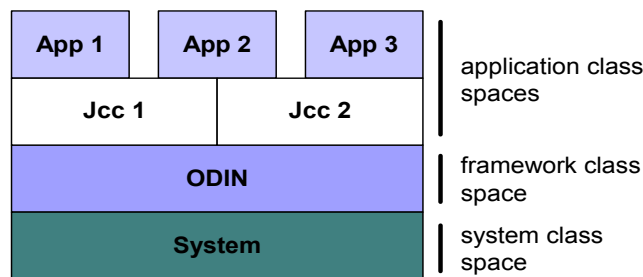 App 1
App 2
App 3
application class
spaces
Jcc 1
Jcc 2
ODIN
framework class
space
System
system class
space